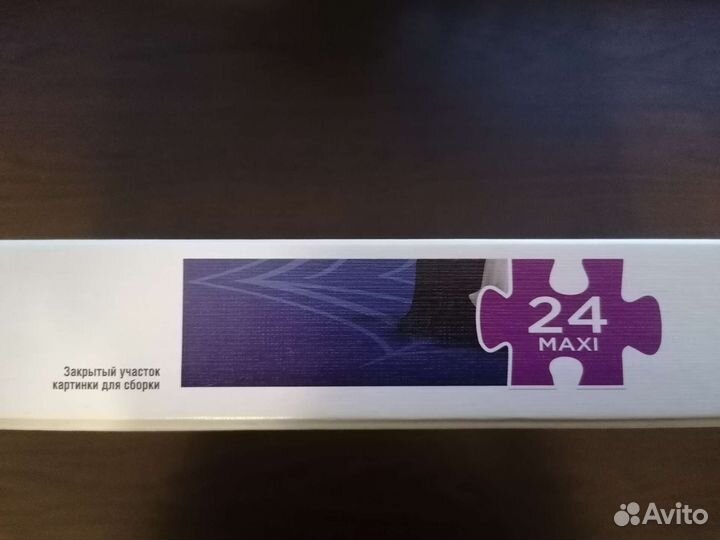 24
MAXI
Закрытый участок
картинки для сборки
Avito